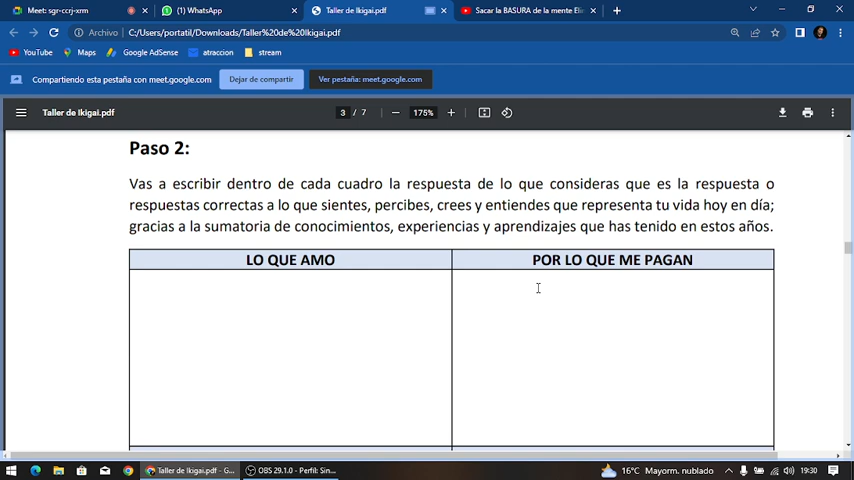 Meet: sgr-ccrj-xrm
(1) WhatsApp
Taller de Ikigai.pdf
Sacar la BASURA de la mente Elin
Archivo | C:/Users/portatil/Downloads/Taller%20de%20Ikigai.pdf
YouTube Maps Google AdSense atraccion stream
Compartiendo esta pestaña con meet.google.com Dejar de compartir Ver pestaña: meet.google.com
Taller de Ikigai.pdf 3 / 7 175%
Paso 2:
Vas a escribir dentro de cada cuadro la respuesta de lo que consideras que es la respuesta o
respuestas correctas a lo que sientes, percibes, crees y entiendes que representa tu vida hoy en día;
gracias a la sumatoria de conocimientos, experiencias y aprendizajes que has tenido en estos años.
LO QUE AMO
POR LO QUE ME PAGAN
Taller de Ikigai.pdf - G... OBS 29.1.0 - Perfil: Sin... 16°C Mayorm. nublado 19:30